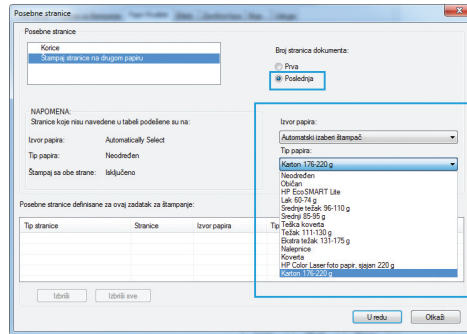 Posebne stranice
Posebne stranice
Korice
Štampaj stranice na drugom papiru
Broj stranica dokumenta:
Prva
Poslednja
NAPOMENA:
Stranice koje nisu navedene u tabeli podešene su na:
Izvor papira: Automatically Select
Tip papira: Neodređen
Štampaj sa obe strane: Isključeno
Izvor papira:
Automatski izaberi štampač
Tip papira:
Karton 176-220 g
Neodređen
Običan
HP EcoSMART Lite
Lak 60-74 g
Srednje težak 96-110 g
Srednji 85-95 g
Teška koverta
Težak 111-130 g
Ekstra težak 131-175 g
Nalepnice
Koverta
HP Color Laser foto papir, sjajan 220 g
Karton 176-220 g
Posebne stranice definisane za ovaj zadatak za štampanje:
Tip stranice Stranice Izvor papira Tip
Izbriši Izbriši sve
U redu Otkaži